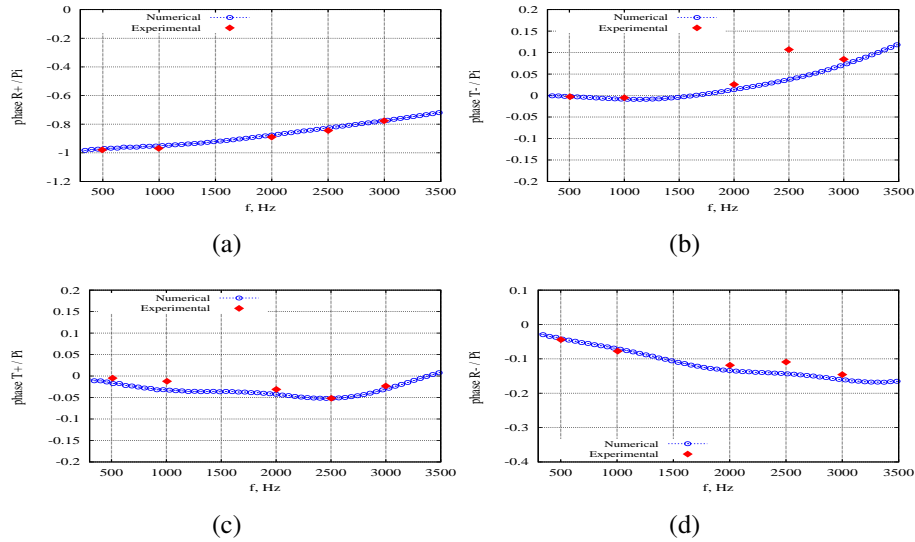 Numerical
Experimental
phase R+ / Pi
0
-0.2
-0.4
-0.6
-0.8
-1
-1.2
500 1000 1500 2000 2500 3000 3500
f, Hz
(a)
Numerical
Experimental
phase T- / Pi
0.2
0.15
0.1
0.05
0
-0.05
-0.1
-0.15
-0.2
500 1000 1500 2000 2500 3000 3500
f, Hz
(b)
Numerical
Experimental
phase T+ / Pi
0.2
0.15
0.1
0.05
0
-0.05
-0.1
-0.15
-0.2
500 1000 1500 2000 2500 3000 3500
f, Hz
(c)
Numerical
Experimental
phase R- / Pi
0.1
0
-0.1
-0.2
-0.3
-0.4
500 1000 1500 2000 2500 3000 3500
f, Hz
(d)